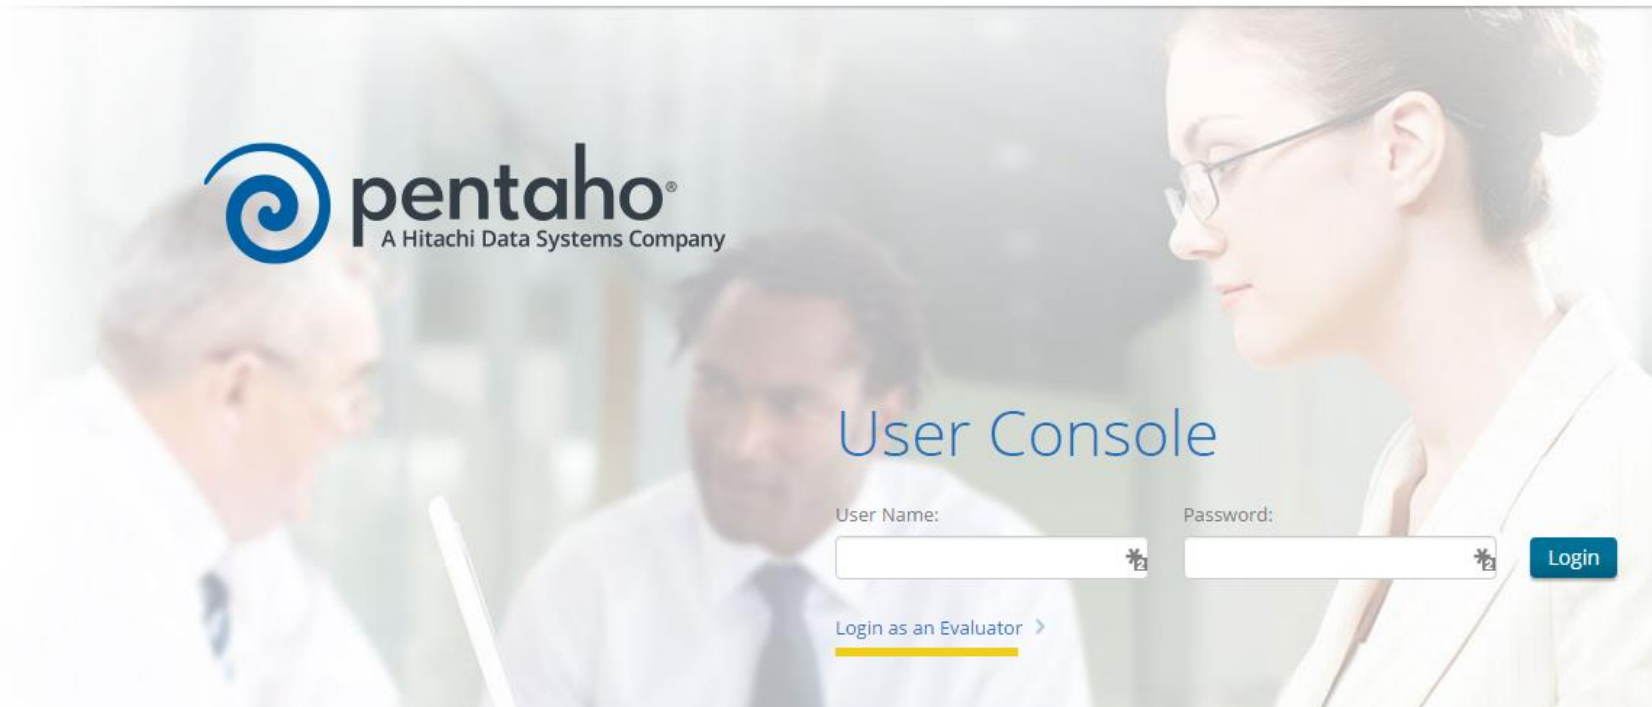 pentaho®
A Hitachi Data Systems Company
User Console
User Name:
Password:
Login
Login as an Evaluator >